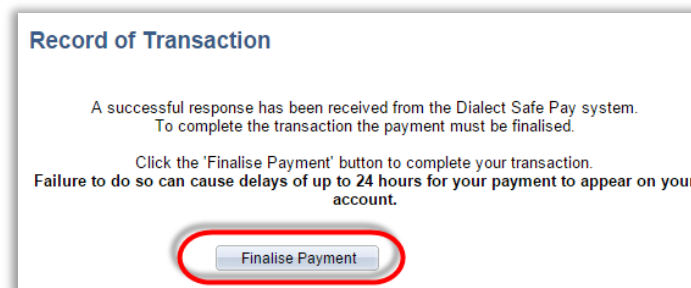 Record of Transaction
A successful response has been received from the Dialect Safe Pay system.
To complete the transaction the payment must be finalised.
Click the 'Finalise Payment' button to complete your transaction.
Failure to do so can cause delays of up to 24 hours for your payment to appear on your
account.
Finalise Payment